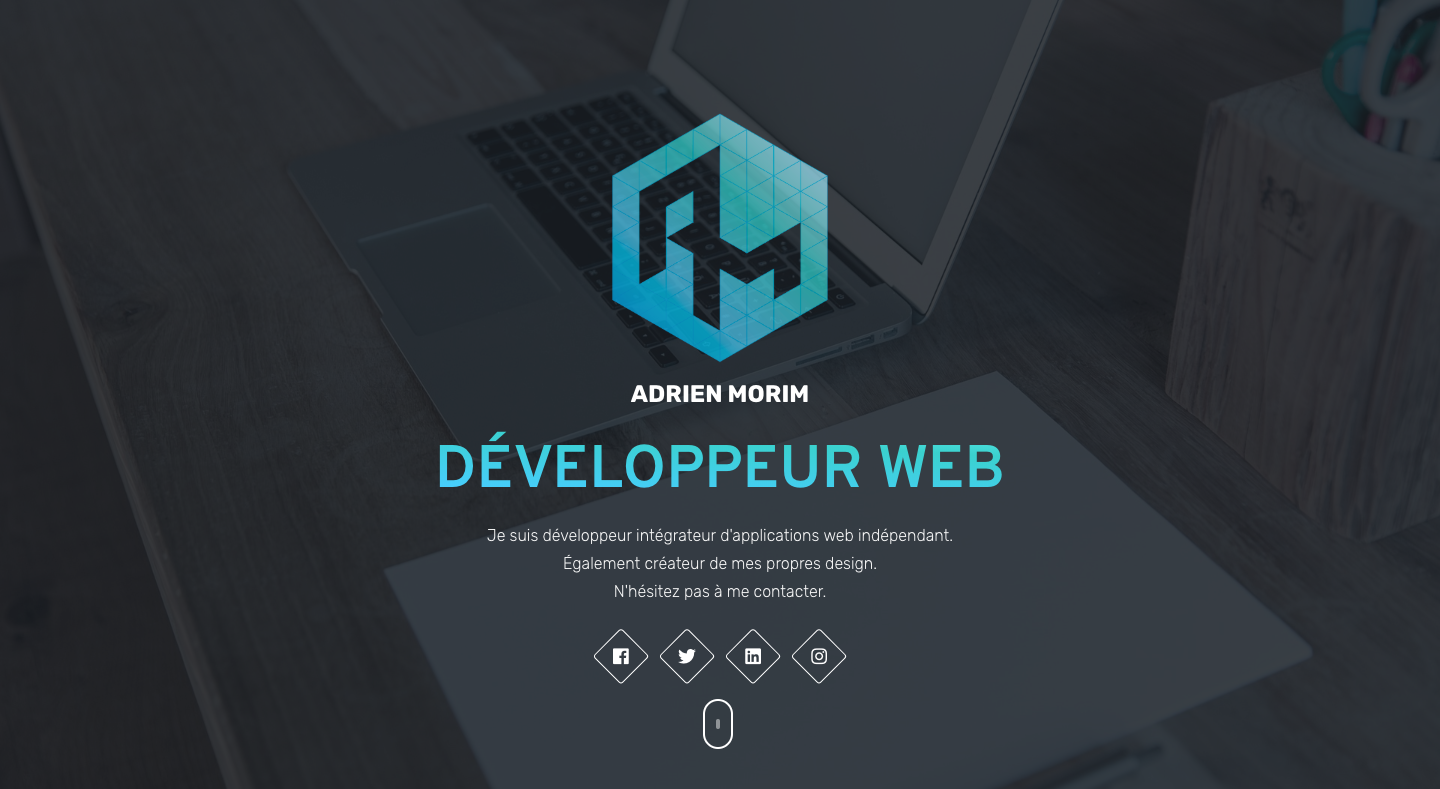 ADRIEN MORIM
DÉVELOPPEUR WEB
Je suis développeur intégrateur d'applications web indépendant.
Également créateur de mes propres design.
N'hésitez pas à me contacter.